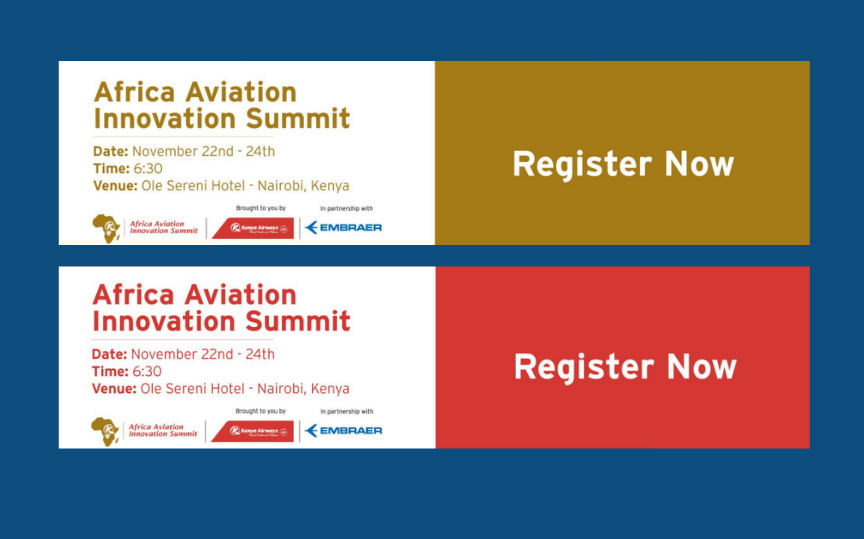 Africa Aviation
Innovation Summit
Date: November 22nd - 24th
Time: 6:30
Venue: Ole Sereni Hotel - Nairobi, Kenya
Brought to you by
In partnership with
Africa Aviation
Innovation Summit
Kenya Airways
EMBRAER
Register Now
Africa Aviation
Innovation Summit
Date: November 22nd - 24th
Time: 6:30
Venue: Ole Sereni Hotel - Nairobi, Kenya
Brought to you by
In partnership with
Africa Aviation
Innovation Summit
Kenya Airways
EMBRAER
Register Now